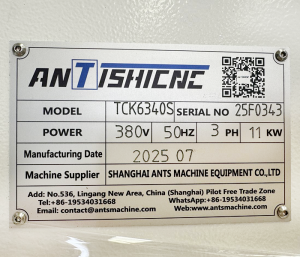 ANTISHICNC
MODEL TCK6340S SERIAL NO 25F0343
POWER 380V 50HZ 3 PH 11 KW
Manufacturing Date 2025 07
Machine Supplier SHANGHAI ANTS MACHINE EQUIPMENT CO.,LTD
Add: No.536, Lingang New Area, China (Shanghai) Pilot Free Trade Zone
Tel:+86-19534031668 WhatsApp:+86-19534031668
Email: contact@antsmachine.com Web:www.antsmachine.com